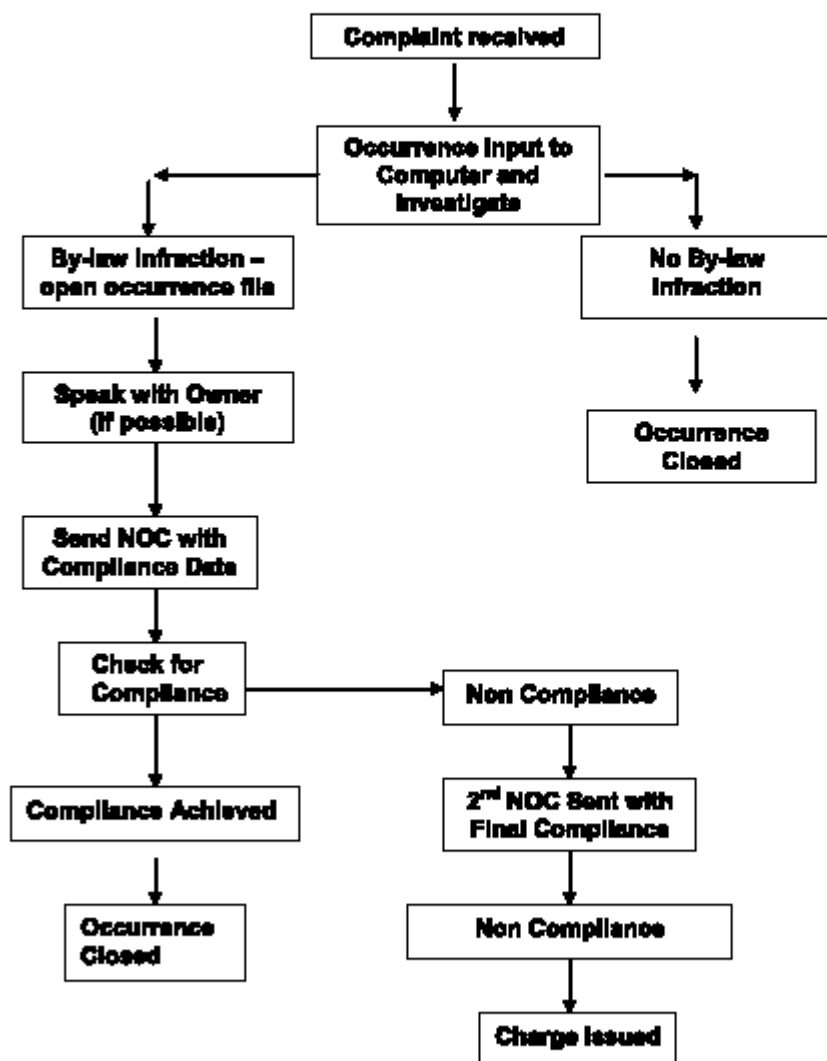 Complaint received
Occurrence Input to
Computer and
Investigate
By-law Infraction –
open occurrence file
No By-law
Infraction
Speak with Owner
(if possible)
Occurrence
Closed
Send NOC with
Compliance Date
Check for
Compliance
Non Compliance
Compliance Achieved
2nd NOC Sent with
Final Compliance
Occurrence
Closed
Non Compliance
Charge Issued